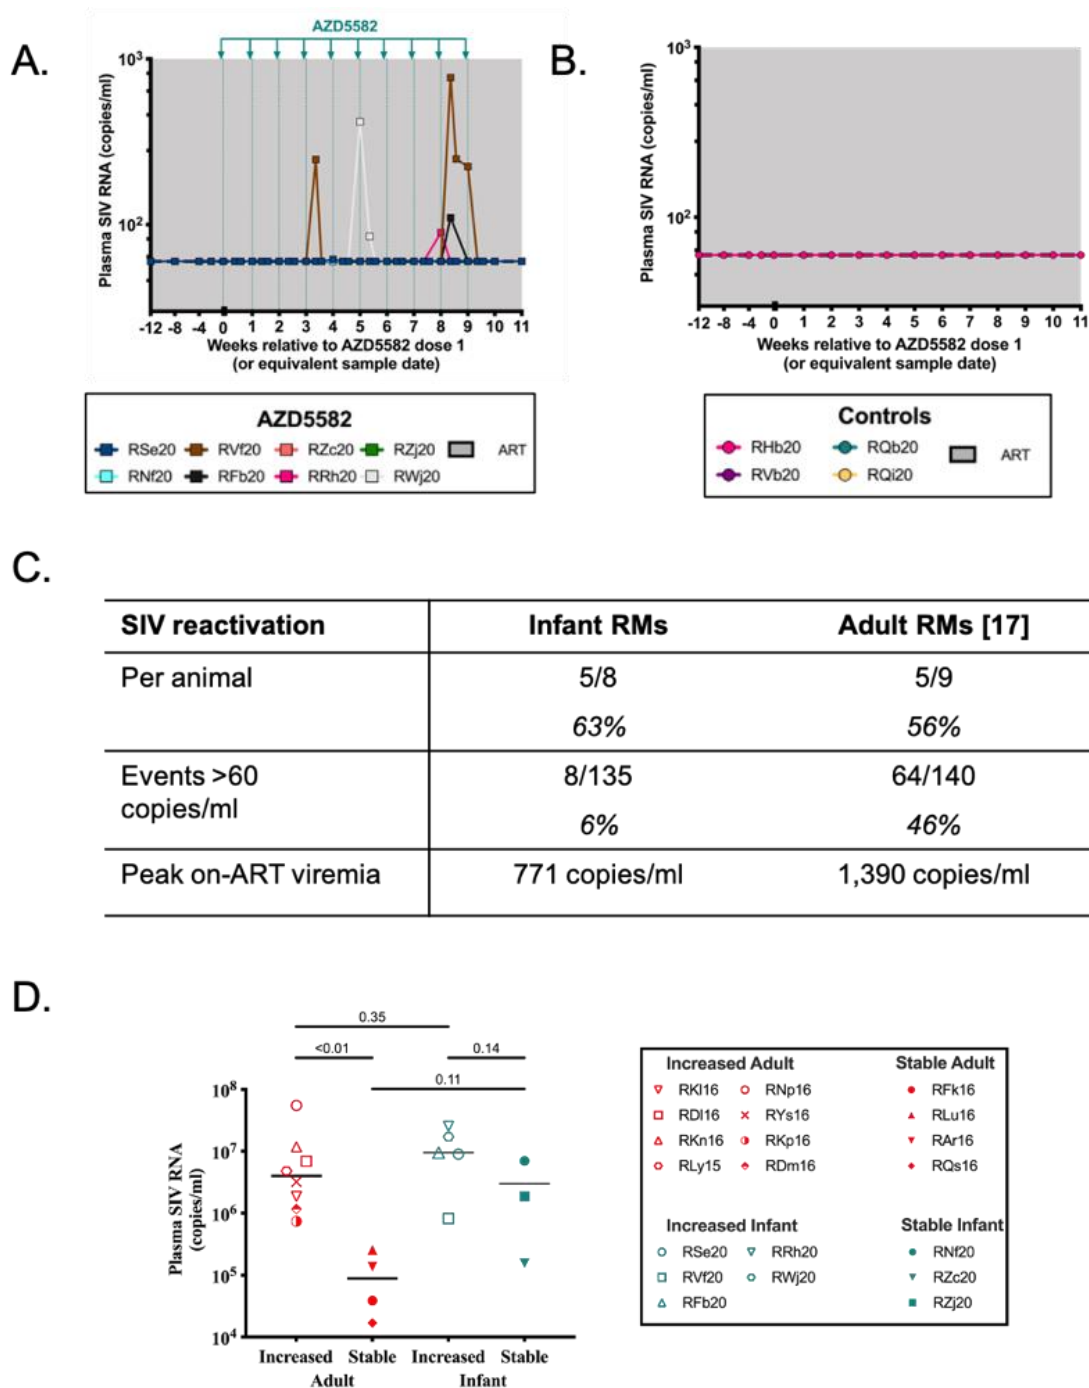 A.
AZD5582
Plasma SIV RNA (copies/ml)
10³
10²
-12 -8 -4 0 1 2 3 4 5 6 7 8 9 10 11
Weeks relative to AZD5582 dose 1
(or equivalent sample date)
AZD5582
RSe20 RVf20 RZc20 RZj20 ART
RNf20 RFb20 RRh20 RWj20
B.
Plasma SIV RNA (copies/ml)
10³
10²
-12 -8 -4 0 1 2 3 4 5 6 7 8 9 10 11
Weeks relative to AZD5582 dose 1
(or equivalent sample date)
Controls
RHb20 RQb20 ART
RVb20 RQi20
C.
SIV reactivation Infant RMs Adult RMs [17]
Per animal 5/8 5/9
63% 56%
Events >60
copies/ml 8/135 64/140
6% 46%
Peak on-ART viremia 771 copies/ml 1,390 copies/ml
D.
0.35
<0.01 0.14
0.11
Plasma SIV RNA
(copies/ml)
10⁸
10⁷
10⁶
10⁵
10⁴
Increased Stable Increased Stable
Adult Infant
Increased Adult Stable Adult
RKl16 RNp16 RFk16
RDl16 RYs16 RLu16
RKn16 RKp16 RAr16
RLy15 RDm16 RQs16
Increased Infant Stable Infant
RSe20 RRh20 RNf20
RVf20 RWj20 RZc20
RFb20 RZj20